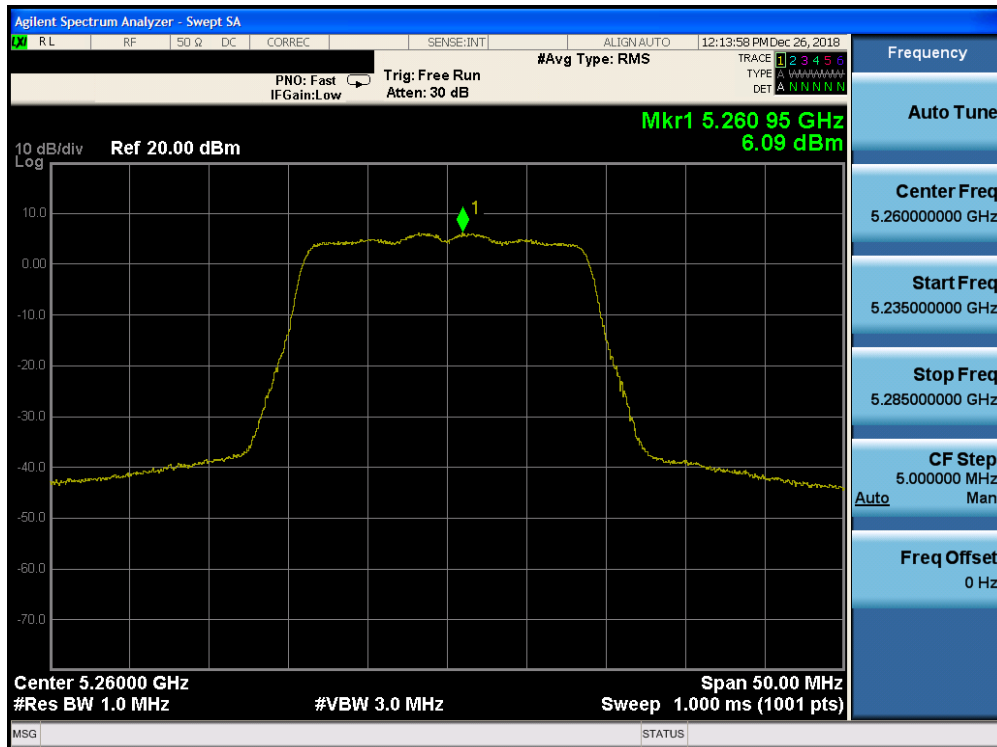 Agilent Spectrum Analyzer - Swept SA
LXI RL RF 50 Ω DC CORREC SENSE:INT ALIGN AUTO 12:13:58 PM Dec 26, 2018
Frequency
#Avg Type: RMS
TRACE 1 2 3 4 5 6
PNO: Fast Trig: Free Run
TYPE A WWWWW
IFGain:Low Atten: 30 dB
DET A N N N N N
Auto Tune
Mkr1 5.260 95 GHz
6.09 dBm
10 dB/div Ref 20.00 dBm
Log
1
10.0
0.00
-10.0
-20.0
-30.0
-40.0
-50.0
-60.0
-70.0
Center Freq
5.260000000 GHz
Start Freq
5.235000000 GHz
Stop Freq
5.285000000 GHz
CF Step
5.000000 MHz
Auto Man
Freq Offset
0 Hz
Center 5.26000 GHz Span 50.00 MHz
#Res BW 1.0 MHz #VBW 3.0 MHz Sweep 1.000 ms (1001 pts)
MSG STATUS